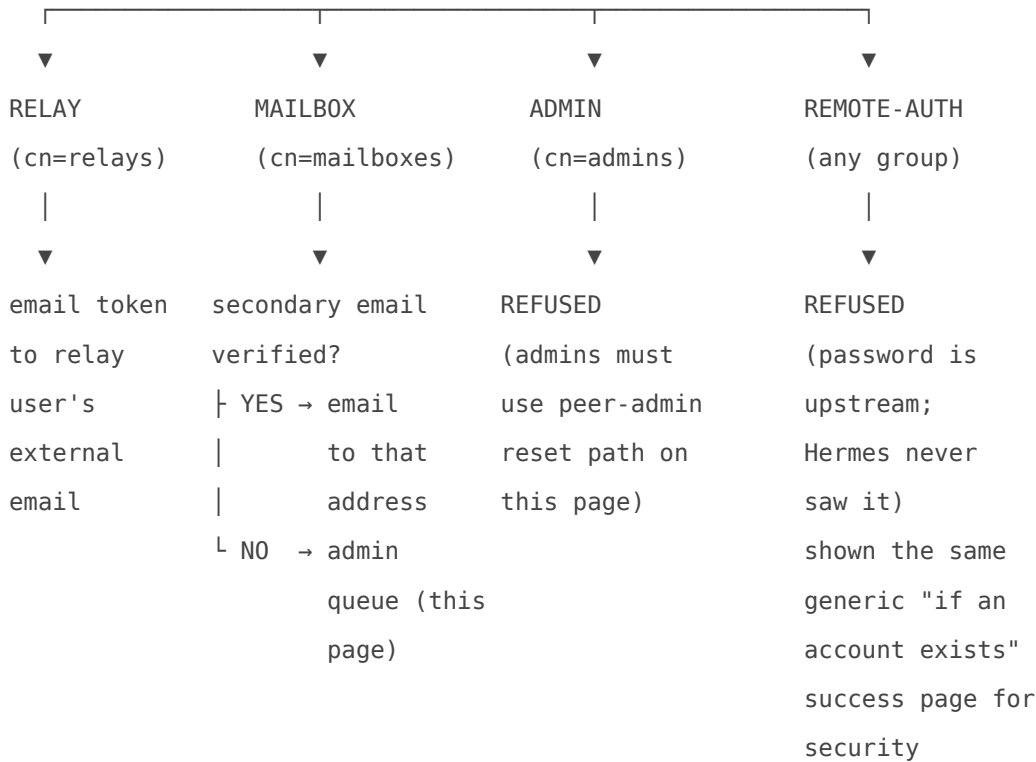 RELAY MAILBOX ADMIN REMOTE-AUTH
(cn=relays) (cn=mailboxes) (cn=admins) (any group)
email token secondary email REFUSED REFUSED
to relay verified? (admins must (password is
user's ├ YES → email use peer-admin upstream;
external │ to that reset path on Hermes never
email │ address this page) saw it)
└ NO → admin shown the same
queue (this generic "if an
page) account exists"
success page for
security